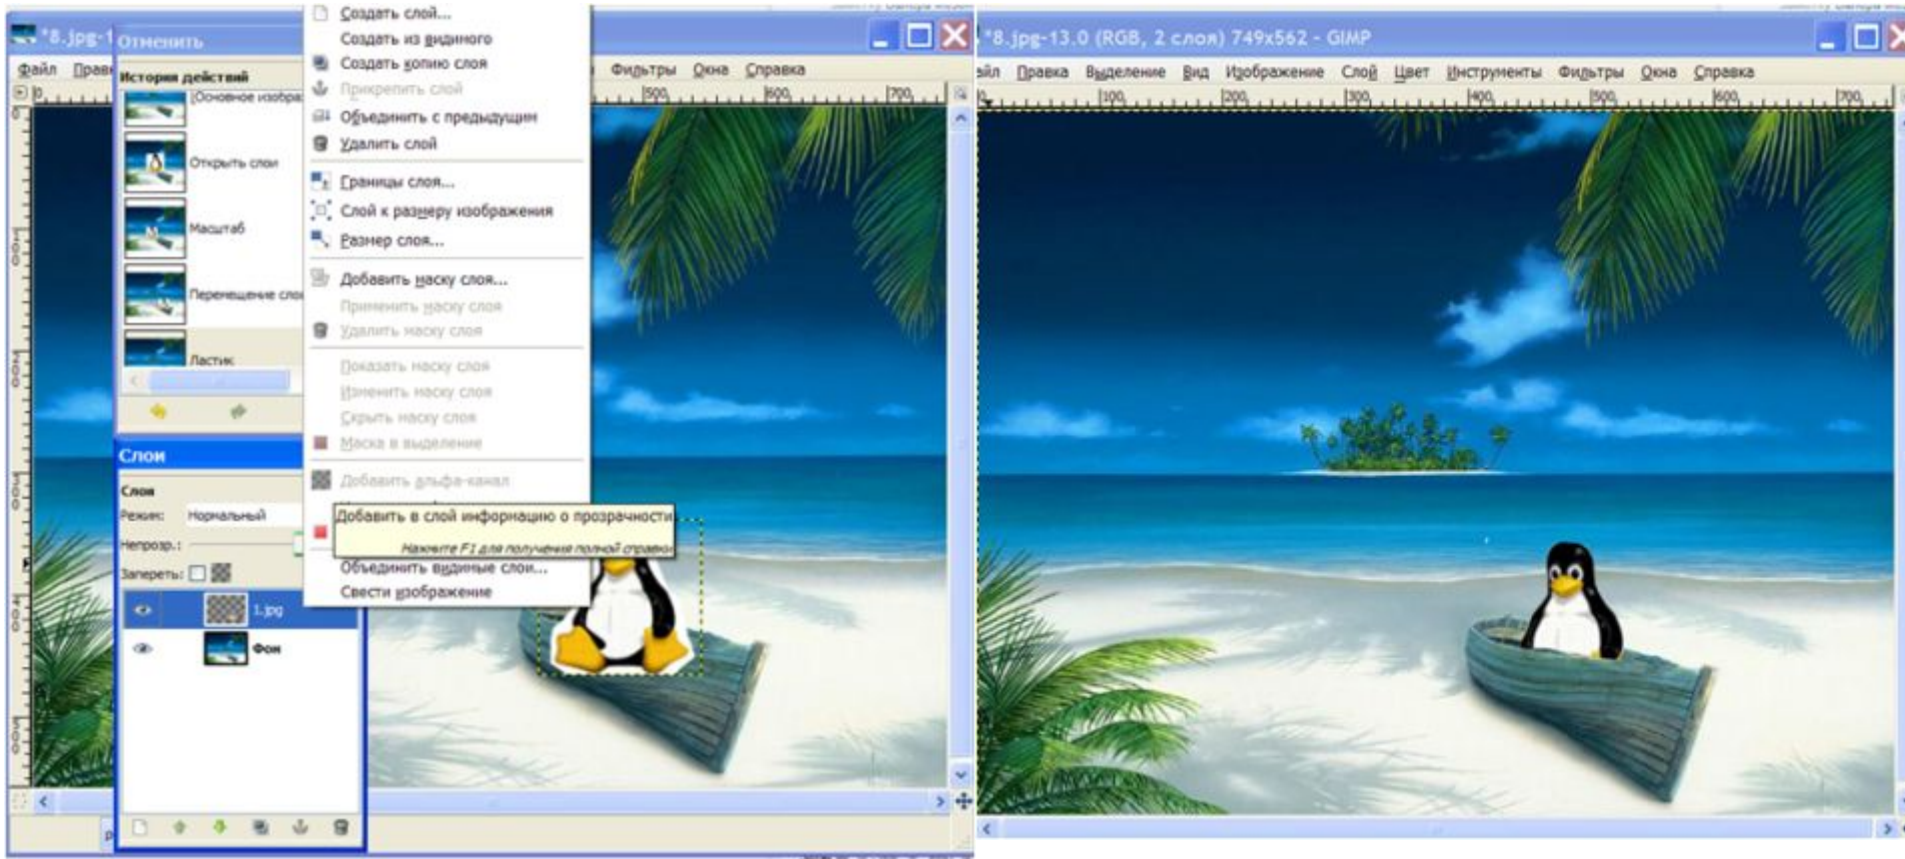 *8.jpg-1
Файл
Фильтры Окна Справка
500 600 700
Отменить
История действий
[Основное изобра
Открыть слои
Масштаб
Перемещение сло
Ластик
Слои
Слои
Режим: Нормальный
Непрозр.:
Запереть:
1.jpg
Фон
Создать слой...
Создать из видимого
Создать копию слоя
Прикрепить слой
Объединить с предыдущим
Удалить слой
Границы слоя...
Слой к размеру изображения
Размер слоя...
Добавить маску слоя...
Применить маску слоя
Удалить маску слоя
Показать маску слоя
Изменить маску слоя
Скрыть маску слоя
Маска в выделение
Добавить альфа-канал
Добавить в слой информацию о прозрачности
Нажмите F1 для получения полной справки
Объединить видимые слои...
Свести изображение
*8.jpg-13.0 (RGB, 2 слоя) 749x562 - GIMP
айл Правка Выделение Вид Изображение Слой Цвет Инструменты Фильтры Окна Справка
100 200 300 400 500 600 700